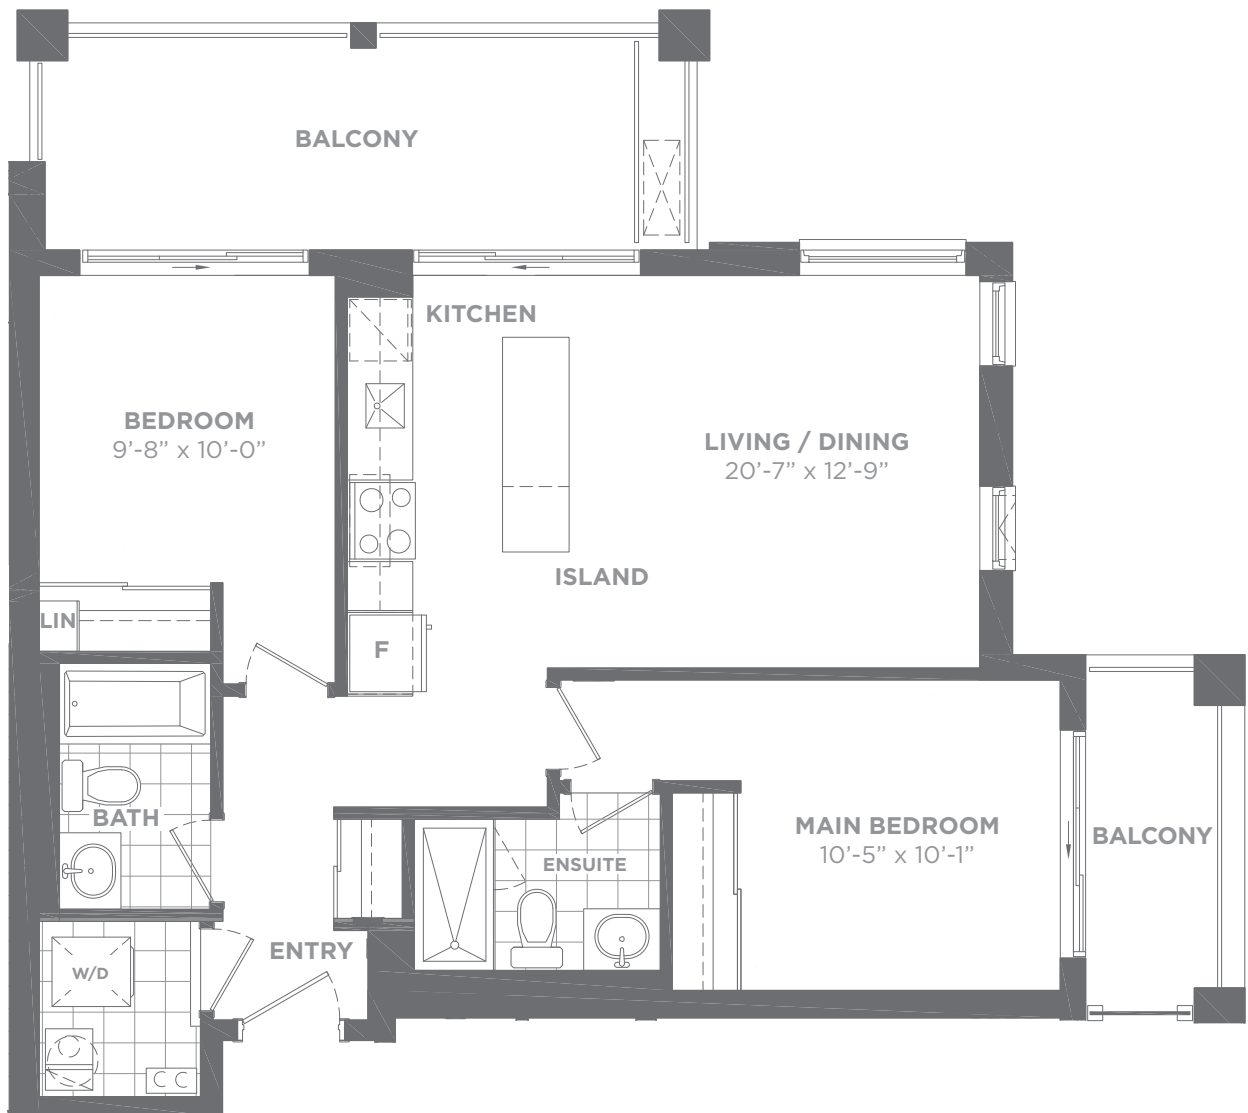 BALCONY
KITCHEN
BEDROOM
9'-8” x 10'-0”
LIVING / DINING
20'-7” x 12'-9”
ISLAND
LIN
F
BATH
MAIN BEDROOM
10'-5” x 10'-1”
BALCONY
ENSUITE
ENTRY
W/D